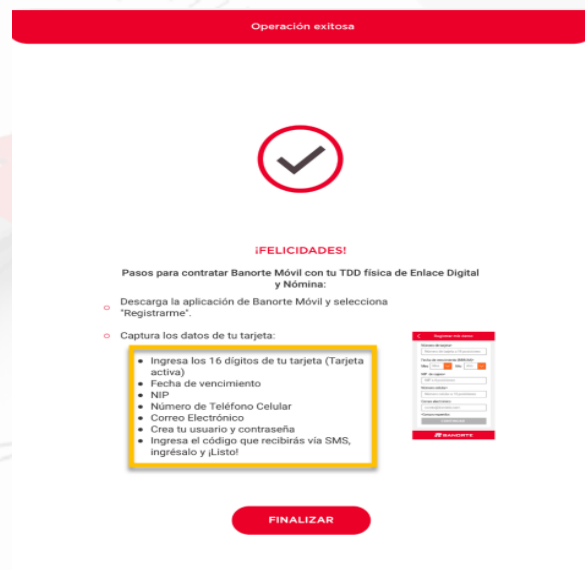 Operación exitosa
¡FELICIDADES!
Pasos para contratar Banorte Móvil con tu TDD física de Enlace Digital
y Nómina:
Descarga la aplicación de Banorte Móvil y selecciona
"Registrarme".
Captura los datos de tu tarjeta:
Ingresa los 16 dígitos de tu tarjeta (Tarjeta
activa)
Fecha de vencimiento
NIP
Número de Teléfono Celular
Correo Electrónico
Crea tu usuario y contraseña
Ingresa el código que recibirás vía SMS,
ingrésalo y ¡Listo!
BANORTE
FINALIZAR